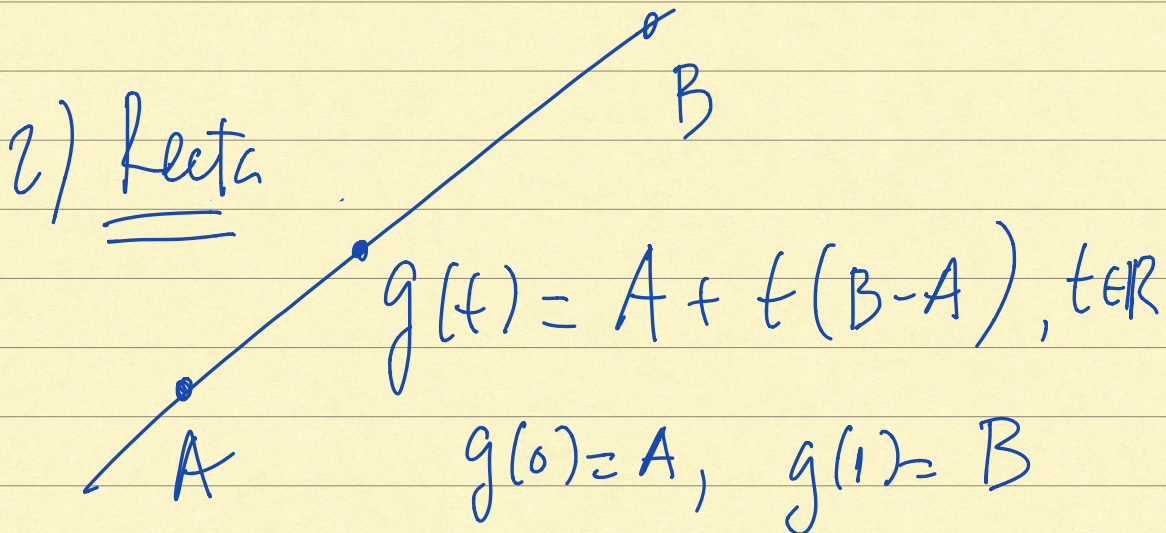 B
2) Recta
g(t) = A + t(B-A), t∈R
A
g(0)=A, g(1)=B